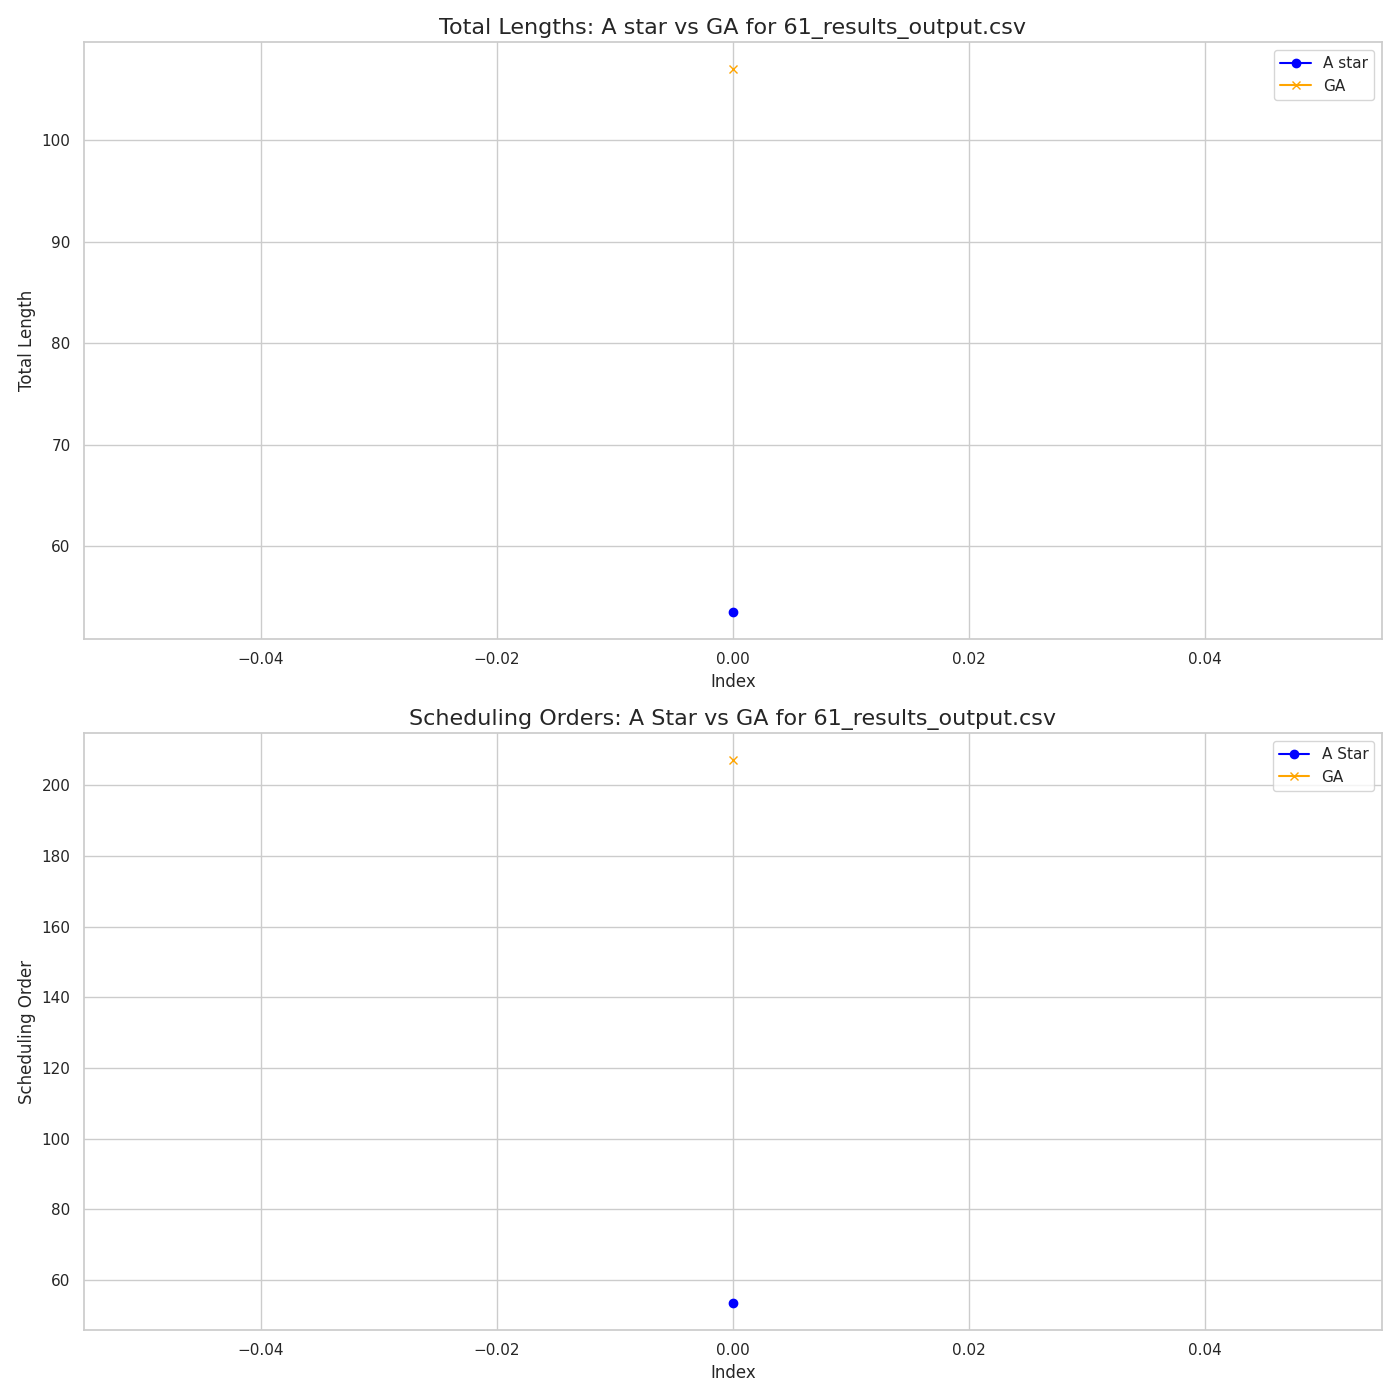 Total Lengths: A star vs GA for 61_results_output.csv
A star
GA
100
90
80
70
60
Total Length
−0.04 −0.02 0.00 0.02 0.04
Index
Scheduling Orders: A Star vs GA for 61_results_output.csv
A Star
GA
200
180
160
140
120
100
80
60
Scheduling Order
−0.04 −0.02 0.00 0.02 0.04
Index